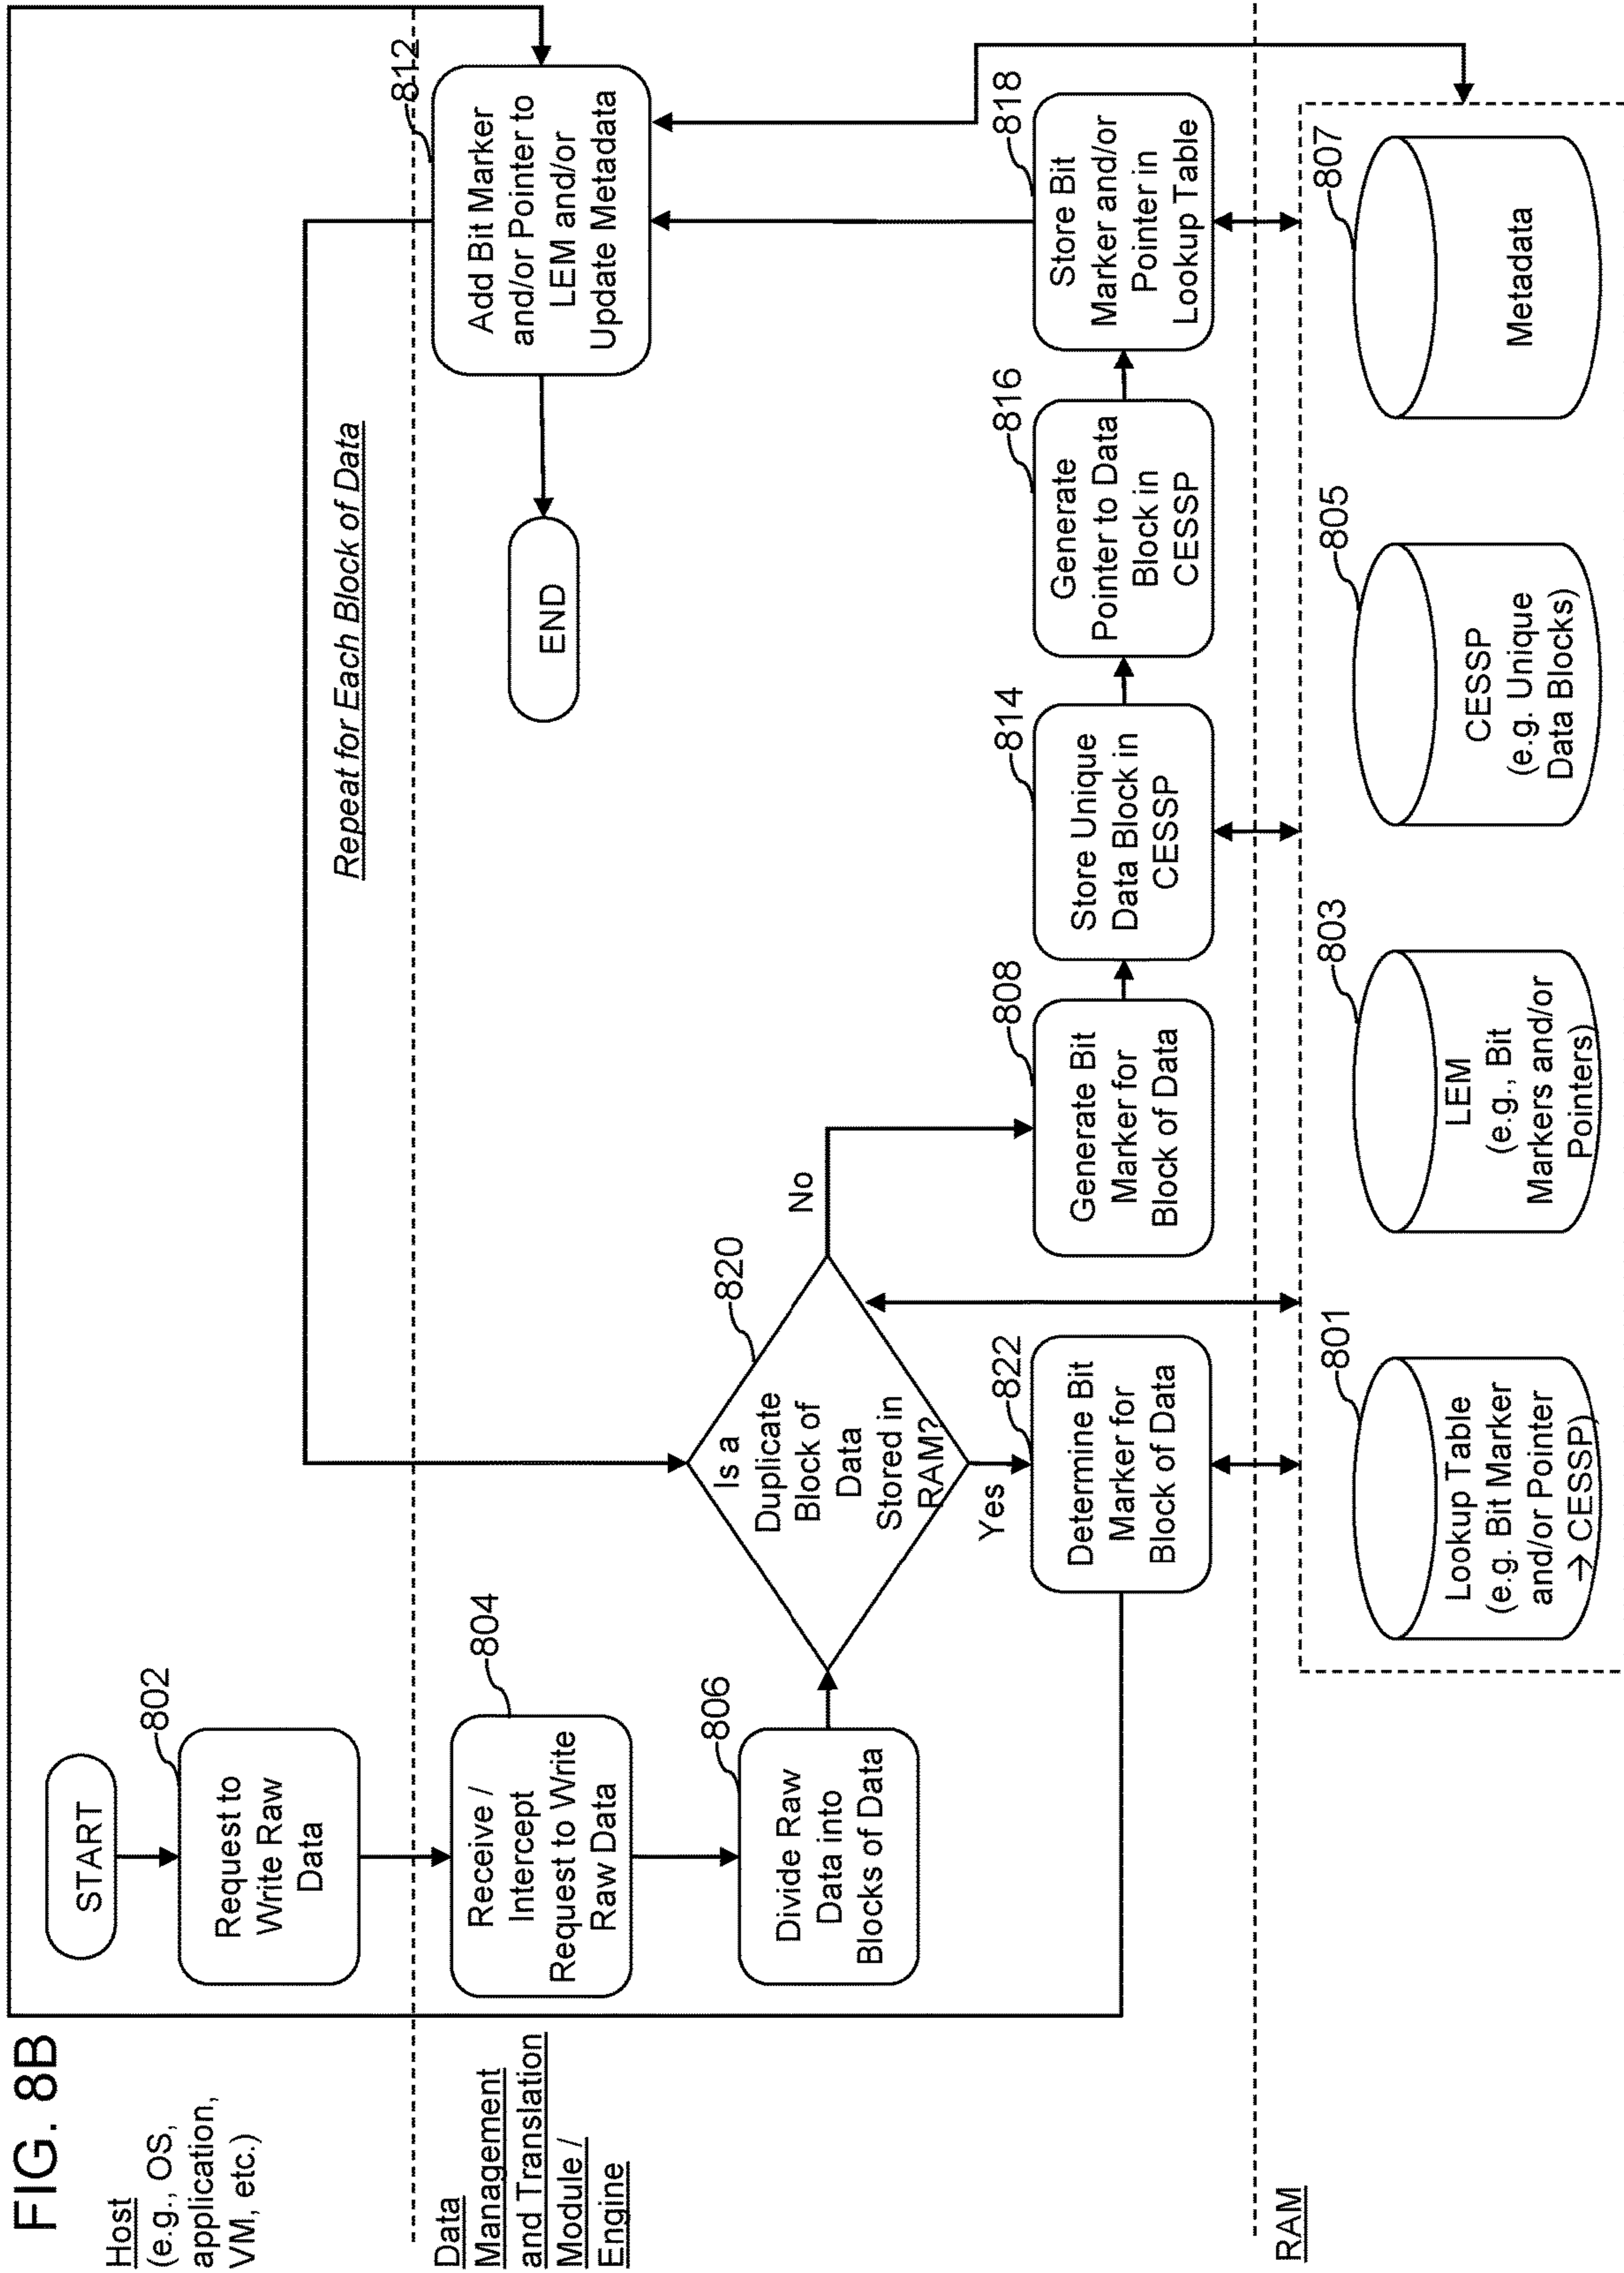 FIG. 8B
Host
(e.g., OS,
application,
VM, etc.)
START
802
Request to
Write Raw
Data
Repeat for Each Block of Data
Data
Management
and Translation
Module /
Engine
804
Receive /
Intercept
Request to Write
Raw Data
806
Divide Raw
Data into
Blocks of Data
820
Is a
Duplicate
Block of
Data
Stored in
RAM?
No
Yes
822
Determine Bit
Marker for
Block of Data
808
Generate Bit
Marker for
Block of Data
814
Store Unique
Data Block in
CESSP
816
Generate
Pointer to Data
Block in
CESSP
818
Store Bit
Marker and/or
Pointer in
Lookup Table
812
Add Bit Marker
and/or Pointer to
LEM and/or
Update Metadata
END
RAM
801
Lookup Table
(e.g. Bit Marker
and/or Pointer
→ CESSP)
803
LEM
(e.g., Bit
Markers and/or
Pointers)
805
CESSP
(e.g. Unique
Data Blocks)
807
Metadata